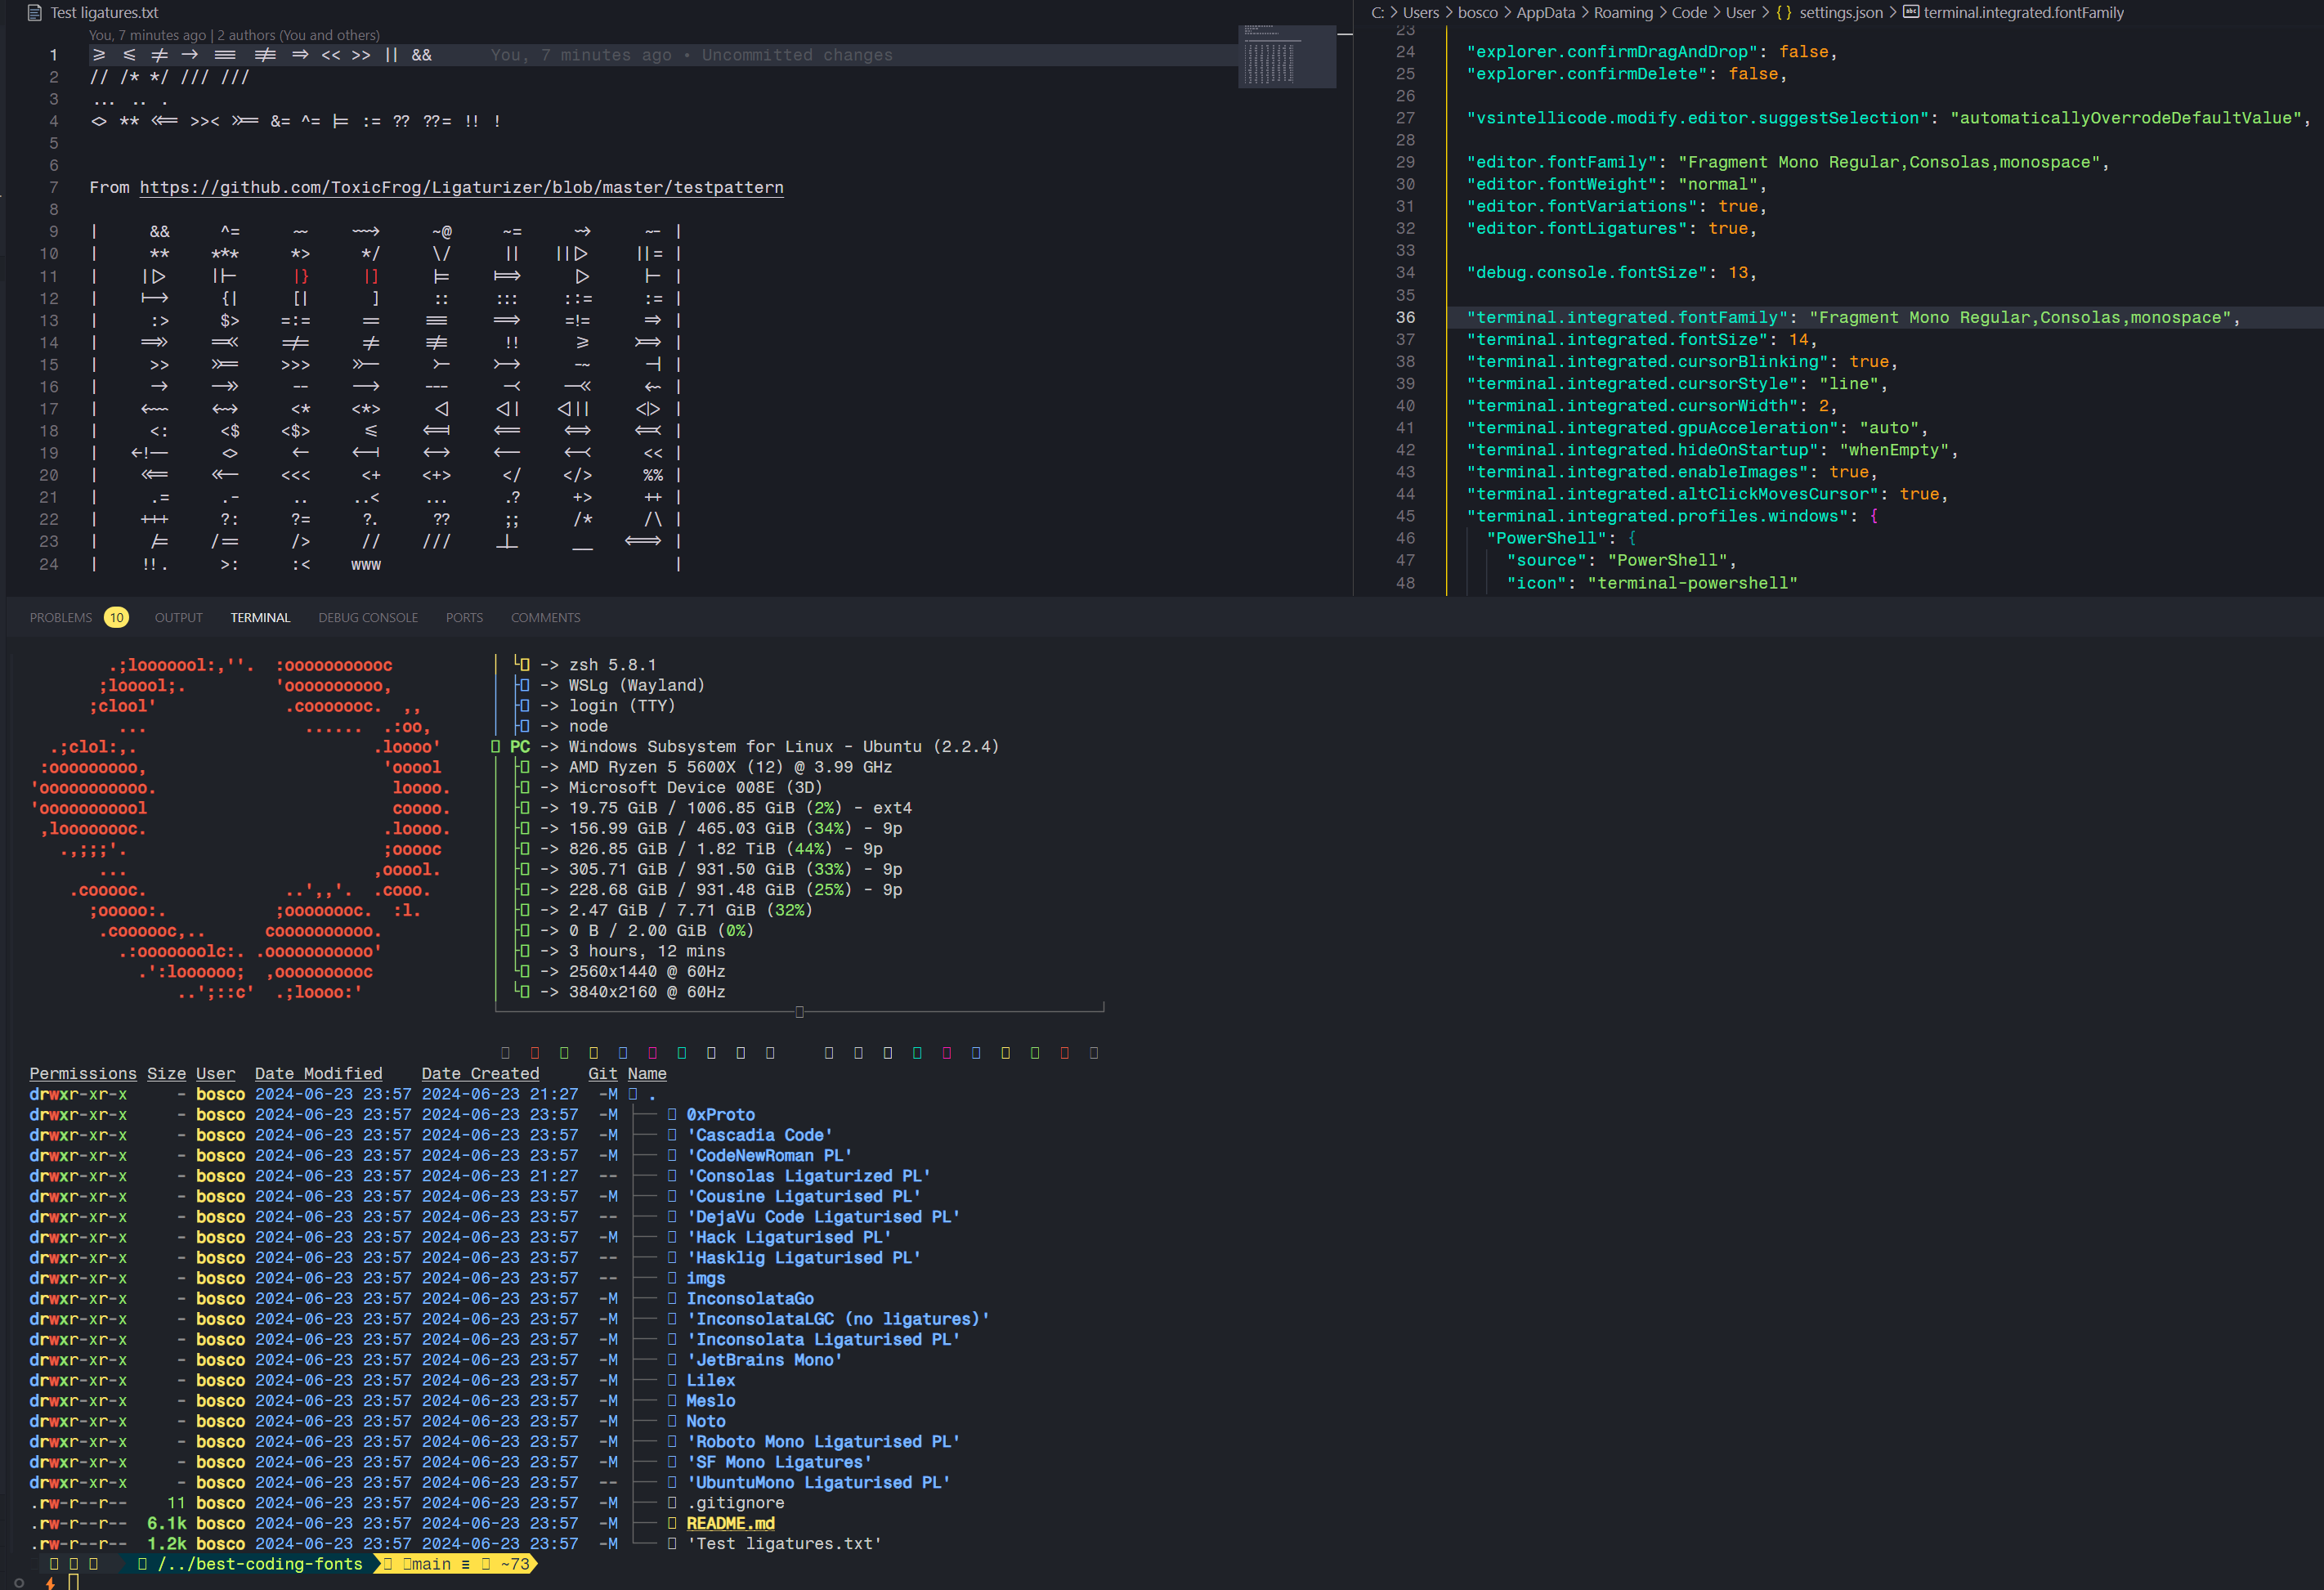 Test ligatures.txt
You, 7 minutes ago | 2 authors (You and others)
1 >= <= != -> === !== => << >> || && You, 7 minutes ago • Uncommitted changes
2 // /* */ /// ///
3 ... .. .
4 <> ** <<= >>< >>= &= ^= |= := ?? ??= !! !
5
6
7 From https://github.com/ToxicFrog/Ligaturizer/blob/master/testpattern
8
9 | && ^= ~~ ~~> ~@ ~= ~> ~- |
10 | ** *** *> */ \/ || ||> ||= |
11 | ||> ||- |} |] |= |=> |> |- |
12 | |-> {| [| ] :: ::: ::= := |
13 | :> $> =:= == === ==> =!= => |
14 | =>> =<< =/= != !== !! >= >=> |
15 | >> >>= >>> >>- >- >-> -~ -| |
16 | -> ->> -- --> --- -< -<< <~ |
17 | <~~ <~> <* <*> <| <|| <||| <|> |
18 | <: <$ <$> <= <=| <== <=> <=< |
19 | <!-- <> <- <-| <-> <-- <-< << |
20 | <<= <<- <<< <+ <+> </ </> %% |
21 | .= .- .. ..< ... .? +> ++ |
22 | +++ ?: ?= ?. ?? ;; /* /\ |
23 | /= /== /> // /// _|_ __ <==> |
24 | !!. >: :< www |
C: > Users > bosco > AppData > Roaming > Code > User > {} settings.json > terminal.integrated.fontFamily
23
24 "explorer.confirmDragAndDrop": false,
25 "explorer.confirmDelete": false,
26
27 "vsintellicode.modify.editor.suggestSelection": "automaticallyOverrodeDefaultValue",
28
29 "editor.fontFamily": "Fragment Mono Regular,Consolas,monospace",
30 "editor.fontWeight": "normal",
31 "editor.fontVariations": true,
32 "editor.fontLigatures": true,
33
34 "debug.console.fontSize": 13,
35
36 "terminal.integrated.fontFamily": "Fragment Mono Regular,Consolas,monospace",
37 "terminal.integrated.fontSize": 14,
38 "terminal.integrated.cursorBlinking": true,
39 "terminal.integrated.cursorStyle": "line",
40 "terminal.integrated.cursorWidth": 2,
41 "terminal.integrated.gpuAcceleration": "auto",
42 "terminal.integrated.hideOnStartup": "whenEmpty",
43 "terminal.integrated.enableImages": true,
44 "terminal.integrated.altClickMovesCursor": true,
45 "terminal.integrated.profiles.windows": {
46 "PowerShell": {
47 "source": "PowerShell",
48 "icon": "terminal-powershell"
PROBLEMS 10 OUTPUT TERMINAL DEBUG CONSOLE PORTS COMMENTS
.;looooool:,''. :oooooooooooc │ └ -> zsh 5.8.1
;looool;. 'oooooooooo, │ ├ -> WSLg (Wayland)
;clool' .cooooooc. ,, │ ├ -> login (TTY)
... ...... .:oo, │ ├ -> node
.;clol:,. .loooo' PC -> Windows Subsystem for Linux - Ubuntu (2.2.4)
:ooooooooo, 'ooool │ ├ -> AMD Ryzen 5 5600X (12) @ 3.99 GHz
'ooooooooooo. loooo. │ ├ -> Microsoft Device 008E (3D)
'ooooooooool coooo. │ ├ -> 19.75 GiB / 1006.85 GiB (2%) - ext4
,loooooooc. .loooo. │ ├ -> 156.99 GiB / 465.03 GiB (34%) - 9p
.,;;;'. ;ooooc │ ├ -> 826.85 GiB / 1.82 TiB (44%) - 9p
... ,ooool. │ ├ -> 305.71 GiB / 931.50 GiB (33%) - 9p
.cooooc. ..',,'. .cooo. │ ├ -> 228.68 GiB / 931.48 GiB (25%) - 9p
;ooooo:. ;oooooooc. :l. │ ├ -> 2.47 GiB / 7.71 GiB (32%)
.coooooc,.. coooooooooo. │ ├ -> 0 B / 2.00 GiB (0%)
.:ooooooolc:. .ooooooooooo' │ ├ -> 3 hours, 12 mins
.':loooooo; ,oooooooooc │ └ -> 2560x1440 @ 60Hz
..';::c' .;loooo:' │ └ -> 3840x2160 @ 60Hz
Permissions Size User Date Modified Date Created Git Name
drwxr-xr-x - bosco 2024-06-23 23:57 2024-06-23 21:27 -M .
drwxr-xr-x - bosco 2024-06-23 23:57 2024-06-23 23:57 -M ├── 0xProto
drwxr-xr-x - bosco 2024-06-23 23:57 2024-06-23 23:57 -M ├── 'Cascadia Code'
drwxr-xr-x - bosco 2024-06-23 23:57 2024-06-23 23:57 -M ├── 'CodeNewRoman PL'
drwxr-xr-x - bosco 2024-06-23 23:57 2024-06-23 21:27 -- ├── 'Consolas Ligaturized PL'
drwxr-xr-x - bosco 2024-06-23 23:57 2024-06-23 23:57 -M ├── 'Cousine Ligaturised PL'
drwxr-xr-x - bosco 2024-06-23 23:57 2024-06-23 23:57 -- ├── 'DejaVu Code Ligaturised PL'
drwxr-xr-x - bosco 2024-06-23 23:57 2024-06-23 23:57 -M ├── 'Hack Ligaturised PL'
drwxr-xr-x - bosco 2024-06-23 23:57 2024-06-23 23:57 -- ├── 'Hasklig Ligaturised PL'
drwxr-xr-x - bosco 2024-06-23 23:57 2024-06-23 23:57 -- ├── imgs
drwxr-xr-x - bosco 2024-06-23 23:57 2024-06-23 23:57 -M ├── InconsolataGo
drwxr-xr-x - bosco 2024-06-23 23:57 2024-06-23 23:57 -M ├── 'InconsolataLGC (no ligatures)'
drwxr-xr-x - bosco 2024-06-23 23:57 2024-06-23 23:57 -M ├── 'Inconsolata Ligaturised PL'
drwxr-xr-x - bosco 2024-06-23 23:57 2024-06-23 23:57 -M ├── 'JetBrains Mono'
drwxr-xr-x - bosco 2024-06-23 23:57 2024-06-23 23:57 -M ├── Lilex
drwxr-xr-x - bosco 2024-06-23 23:57 2024-06-23 23:57 -M ├── Meslo
drwxr-xr-x - bosco 2024-06-23 23:57 2024-06-23 23:57 -M ├── Noto
drwxr-xr-x - bosco 2024-06-23 23:57 2024-06-23 23:57 -M ├── 'Roboto Mono Ligaturised PL'
drwxr-xr-x - bosco 2024-06-23 23:57 2024-06-23 23:57 -M ├── 'SF Mono Ligatures'
drwxr-xr-x - bosco 2024-06-23 23:57 2024-06-23 23:57 -- ├── 'UbuntuMono Ligaturised PL'
.rw-r--r-- 11 bosco 2024-06-23 23:57 2024-06-23 23:57 -M ├── .gitignore
.rw-r--r-- 6.1k bosco 2024-06-23 23:57 2024-06-23 23:57 -M ├── README.md
.rw-r--r-- 1.2k bosco 2024-06-23 23:57 2024-06-23 23:57 -M └── 'Test ligatures.txt'
/../best-coding-fonts main ≡ ~73